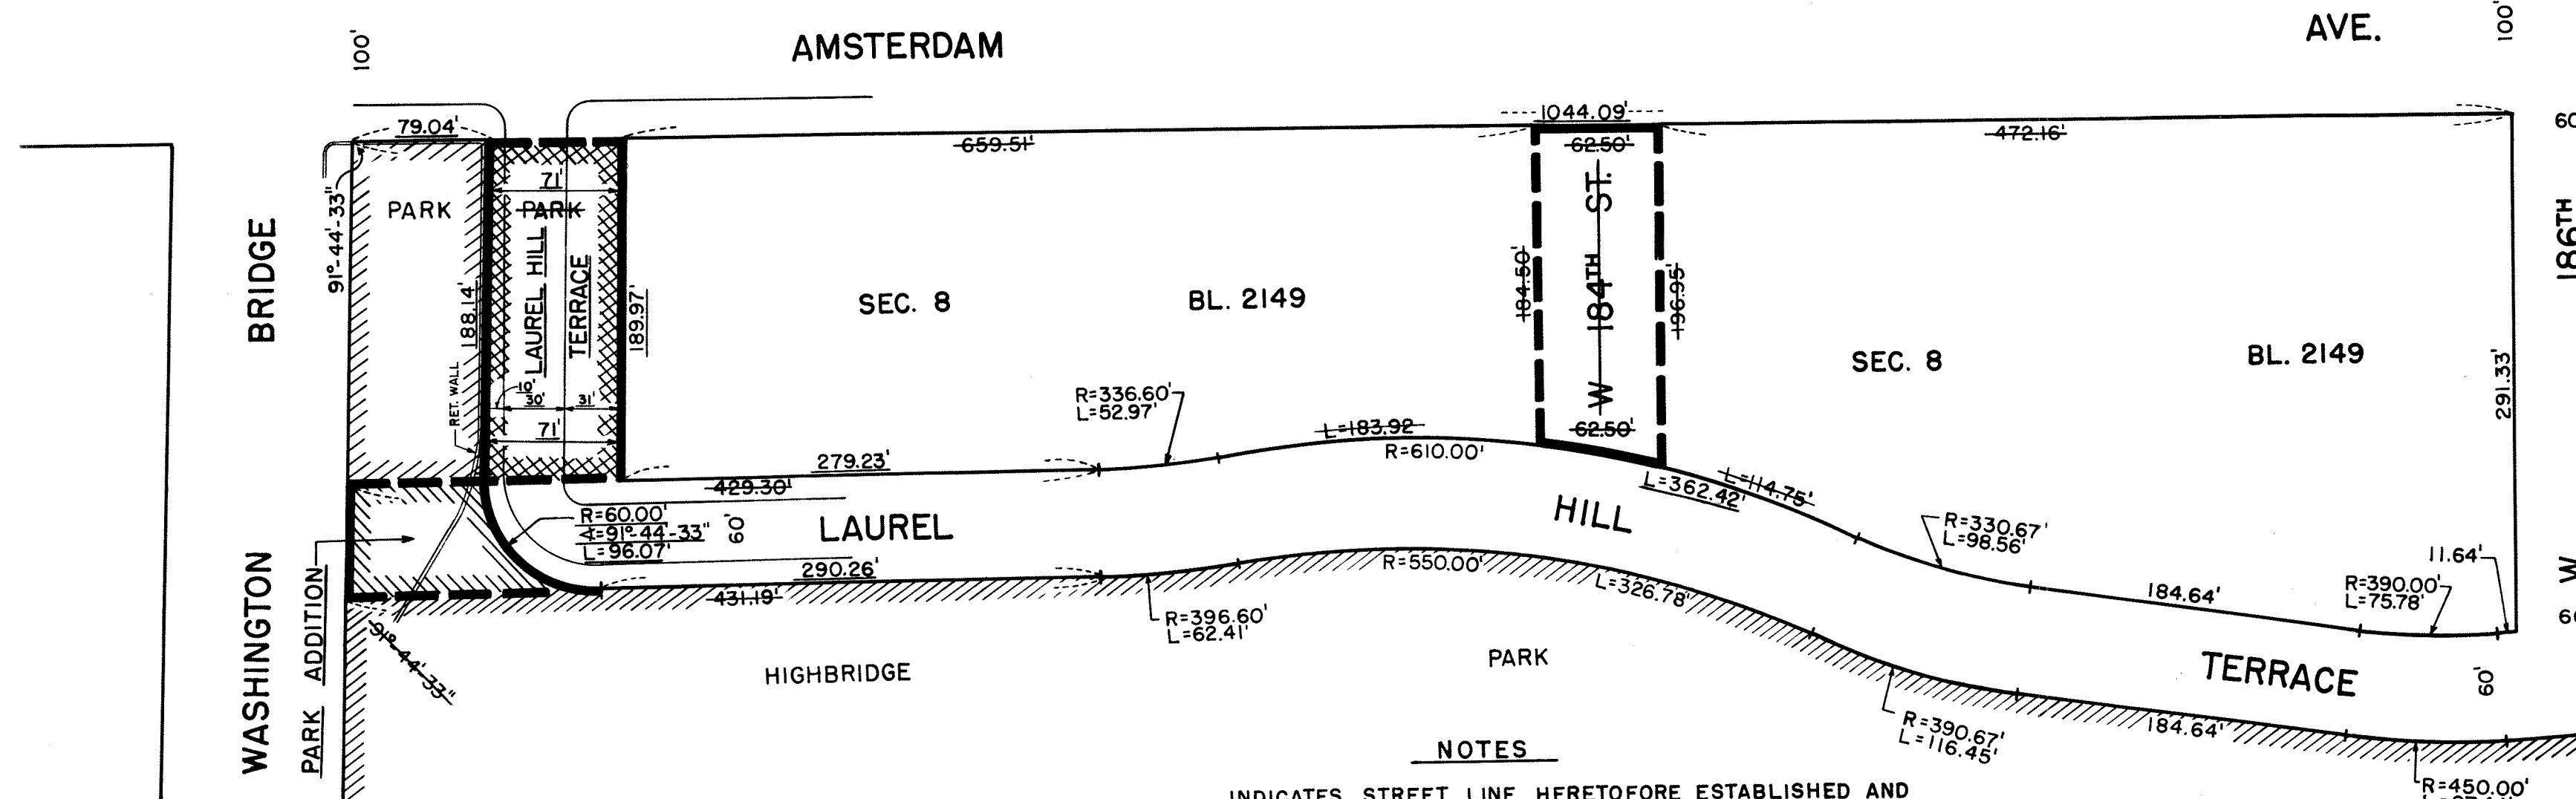 AMSTERDAM
AVE.
100'
100'
79.04'
659.51'
1044.09'
62.50'
472.16'
60
91°-44'-33"
PARK
71'
PARK
LAUREL HILL
TERRACE
188.14'
189.97'
RET. WALL
10'
30'
31'
71'
BRIDGE
WASHINGTON
SEC. 8
BL. 2149
184.50'
W 184TH ST.
196.95'
62.50'
SEC. 8
BL. 2149
291.33'
186TH
W
R=336.60'
L=52.97'
L=183.92
R=610.00'
L=114.75'
L=362.42'
279.23'
429.30'
R=60.00'
∆=91°-44'-33"
L=96.07'
60'
LAUREL
HILL
TERRACE
290.26'
431.19'
R=550.00'
L=326.78'
R=330.67'
L=98.56'
184.64'
R=390.00'
L=75.78'
11.64'
60'
PARK ADDITION
91°-44'-33"
R=396.60'
L=62.41'
HIGHBRIDGE
PARK
R=390.67'
L=116.45'
184.64'
R=450.00'
NOTES
INDICATES STREET LINE HERETOFORE ESTABLISHED AND